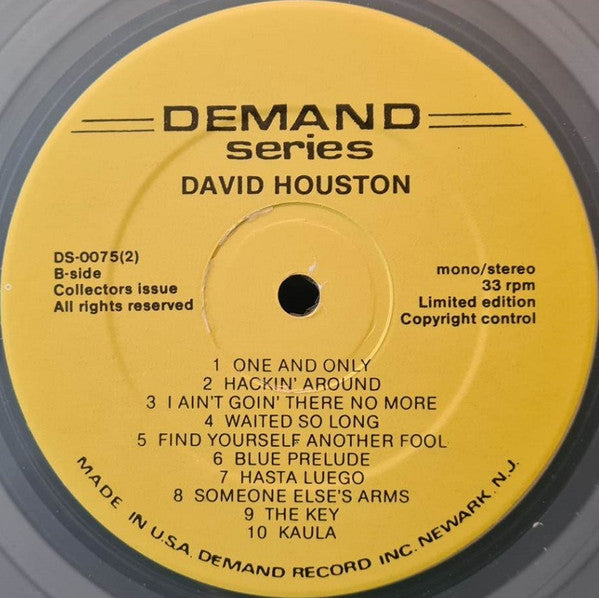 DEMAND
series
DAVID HOUSTON
DS-0075(2)
B-side
Collectors issue
All rights reserved
mono/stereo
33 rpm
Limited edition
Copyright control
1 ONE AND ONLY
2 HACKIN' AROUND
3 I AIN'T GOIN' THERE NO MORE
4 WAITED SO LONG
5 FIND YOURSELF ANOTHER FOOL
6 BLUE PRELUDE
7 HASTA LUEGO
8 SOMEONE ELSE'S ARMS
9 THE KEY
10 KAULA
MADE IN U.S.A. DEMAND RECORD INC. NEWARK, N.J.